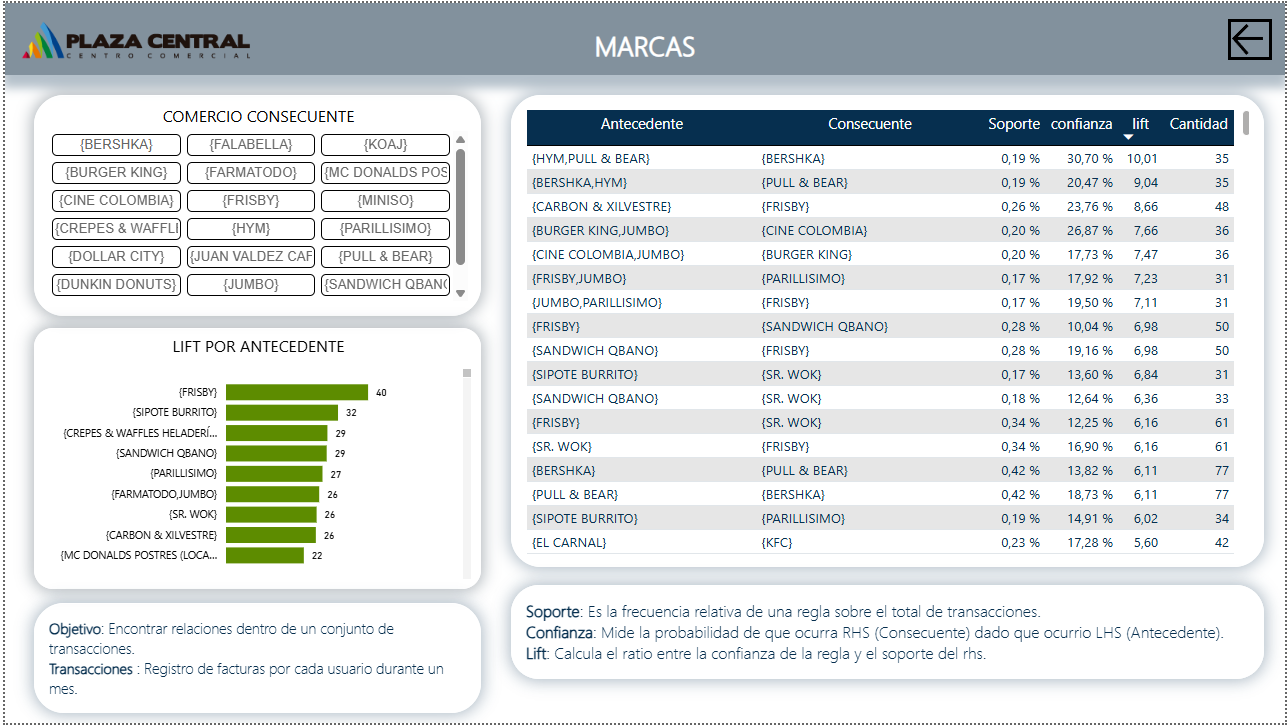 PLAZA CENTRAL
CENTRO COMERCIAL
MARCAS
COMERCIO CONSECUENTE
{BERSHKA} {FALABELLA} {KOAJ}
{BURGER KING} {FARMATODO} {MC DONALDS POS
{CINE COLOMBIA} {FRISBY} {MINISO}
{CREPES & WAFFLI {HYM} {PARILLISIMO}
{DOLLAR CITY} {JUAN VALDEZ CAF {PULL & BEAR}
{DUNKIN DONUTS} {JUMBO} {SANDWICH QBANO
LIFT POR ANTECEDENTE
{FRISBY} 40
{SIPOTE BURRITO} 32
{CREPES & WAFFLES HELADERÍ... 29
{SANDWICH QBANO} 29
{PARILLISIMO} 27
{FARMATODO,JUMBO} 26
{SR. WOK} 26
{CARBON & XILVESTRE} 26
{MC DONALDS POSTRES (LOCA... 22
Objetivo: Encontrar relaciones dentro de un conjunto de
transacciones.
Transacciones : Registro de facturas por cada usuario durante un
mes.
Antecedente Consecuente Soporte confianza lift Cantidad
{HYM,PULL & BEAR} {BERSHKA} 0,19 % 30,70 % 10,01 35
{BERSHKA,HYM} {PULL & BEAR} 0,19 % 20,47 % 9,04 35
{CARBON & XILVESTRE} {FRISBY} 0,26 % 23,76 % 8,66 48
{BURGER KING,JUMBO} {CINE COLOMBIA} 0,20 % 26,87 % 7,66 36
{CINE COLOMBIA,JUMBO} {BURGER KING} 0,20 % 17,73 % 7,47 36
{FRISBY,JUMBO} {PARILLISIMO} 0,17 % 17,92 % 7,23 31
{JUMBO,PARILLISIMO} {FRISBY} 0,17 % 19,50 % 7,11 31
{FRISBY} {SANDWICH QBANO} 0,28 % 10,04 % 6,98 50
{SANDWICH QBANO} {FRISBY} 0,28 % 19,16 % 6,98 50
{SIPOTE BURRITO} {SR. WOK} 0,17 % 13,60 % 6,84 31
{SANDWICH QBANO} {SR. WOK} 0,18 % 12,64 % 6,36 33
{FRISBY} {SR. WOK} 0,34 % 12,25 % 6,16 61
{SR. WOK} {FRISBY} 0,34 % 16,90 % 6,16 61
{BERSHKA} {PULL & BEAR} 0,42 % 13,82 % 6,11 77
{PULL & BEAR} {BERSHKA} 0,42 % 18,73 % 6,11 77
{SIPOTE BURRITO} {PARILLISIMO} 0,19 % 14,91 % 6,02 34
{EL CARNAL} {KFC} 0,23 % 17,28 % 5,60 42
Soporte: Es la frecuencia relativa de una regla sobre el total de transacciones.
Confianza: Mide la probabilidad de que ocurra RHS (Consecuente) dado que ocurrio LHS (Antecedente).
Lift: Calcula el ratio entre la confianza de la regla y el soporte del rhs.